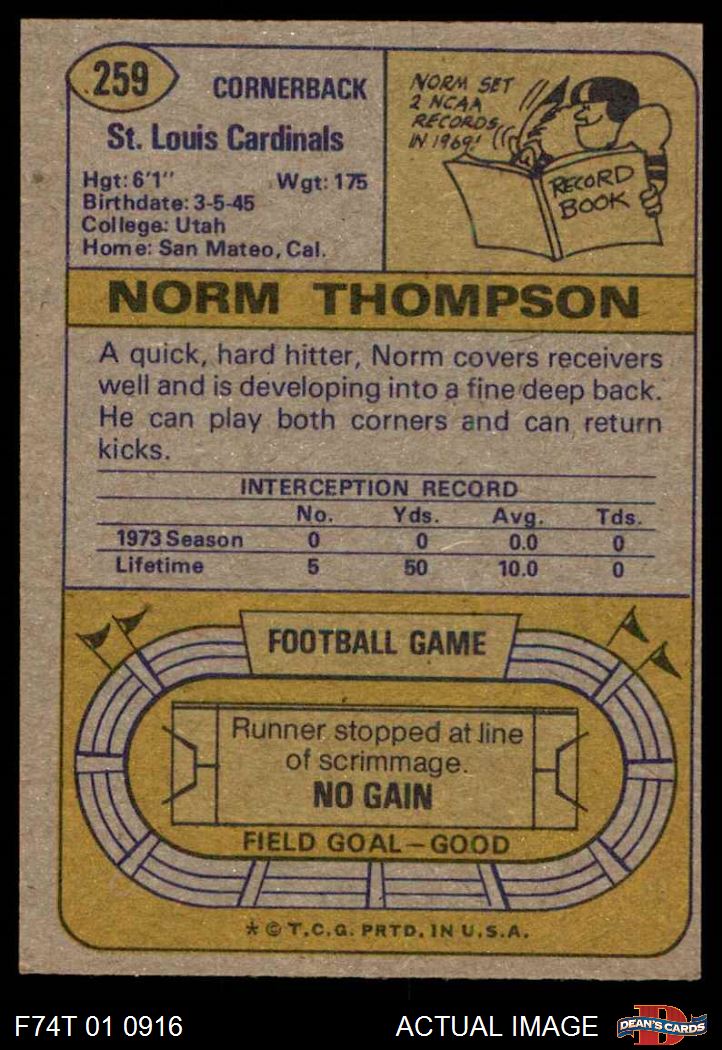 259
CORNERBACK
St. Louis Cardinals
Hgt: 6'1" Wgt: 175
Birthdate: 3-5-45
College: Utah
Home: San Mateo, Cal.
NORM SET
2 NCAA
RECORDS
IN 1969!
RECORD
BOOK
NORM THOMPSON
A quick, hard hitter, Norm covers receivers
well and is developing into a fine deep back.
He can play both corners and can return
kicks.
INTERCEPTION RECORD
No. Yds. Avg. Tds.
1973 Season 0 0 0.0 0
Lifetime 5 50 10.0 0
FOOTBALL GAME
Runner stopped at line
of scrimmage.
NO GAIN
FIELD GOAL—GOOD
* © T.C.G. PRTD. IN U.S.A.
F74T 01 0916 ACTUAL IMAGE
D
DEAN'S CARDS